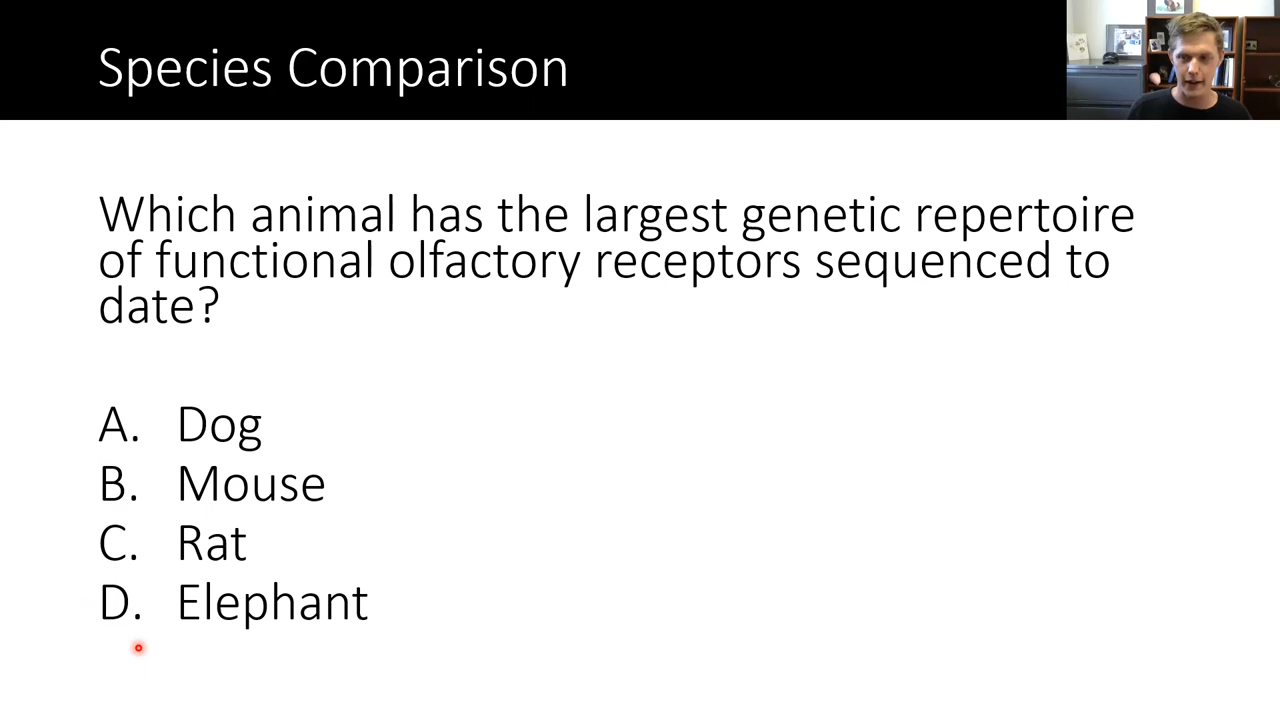 Species Comparison
Which animal has the largest genetic repertoire
of functional olfactory receptors sequenced to
date?
A. Dog
B. Mouse
C. Rat
D. Elephant